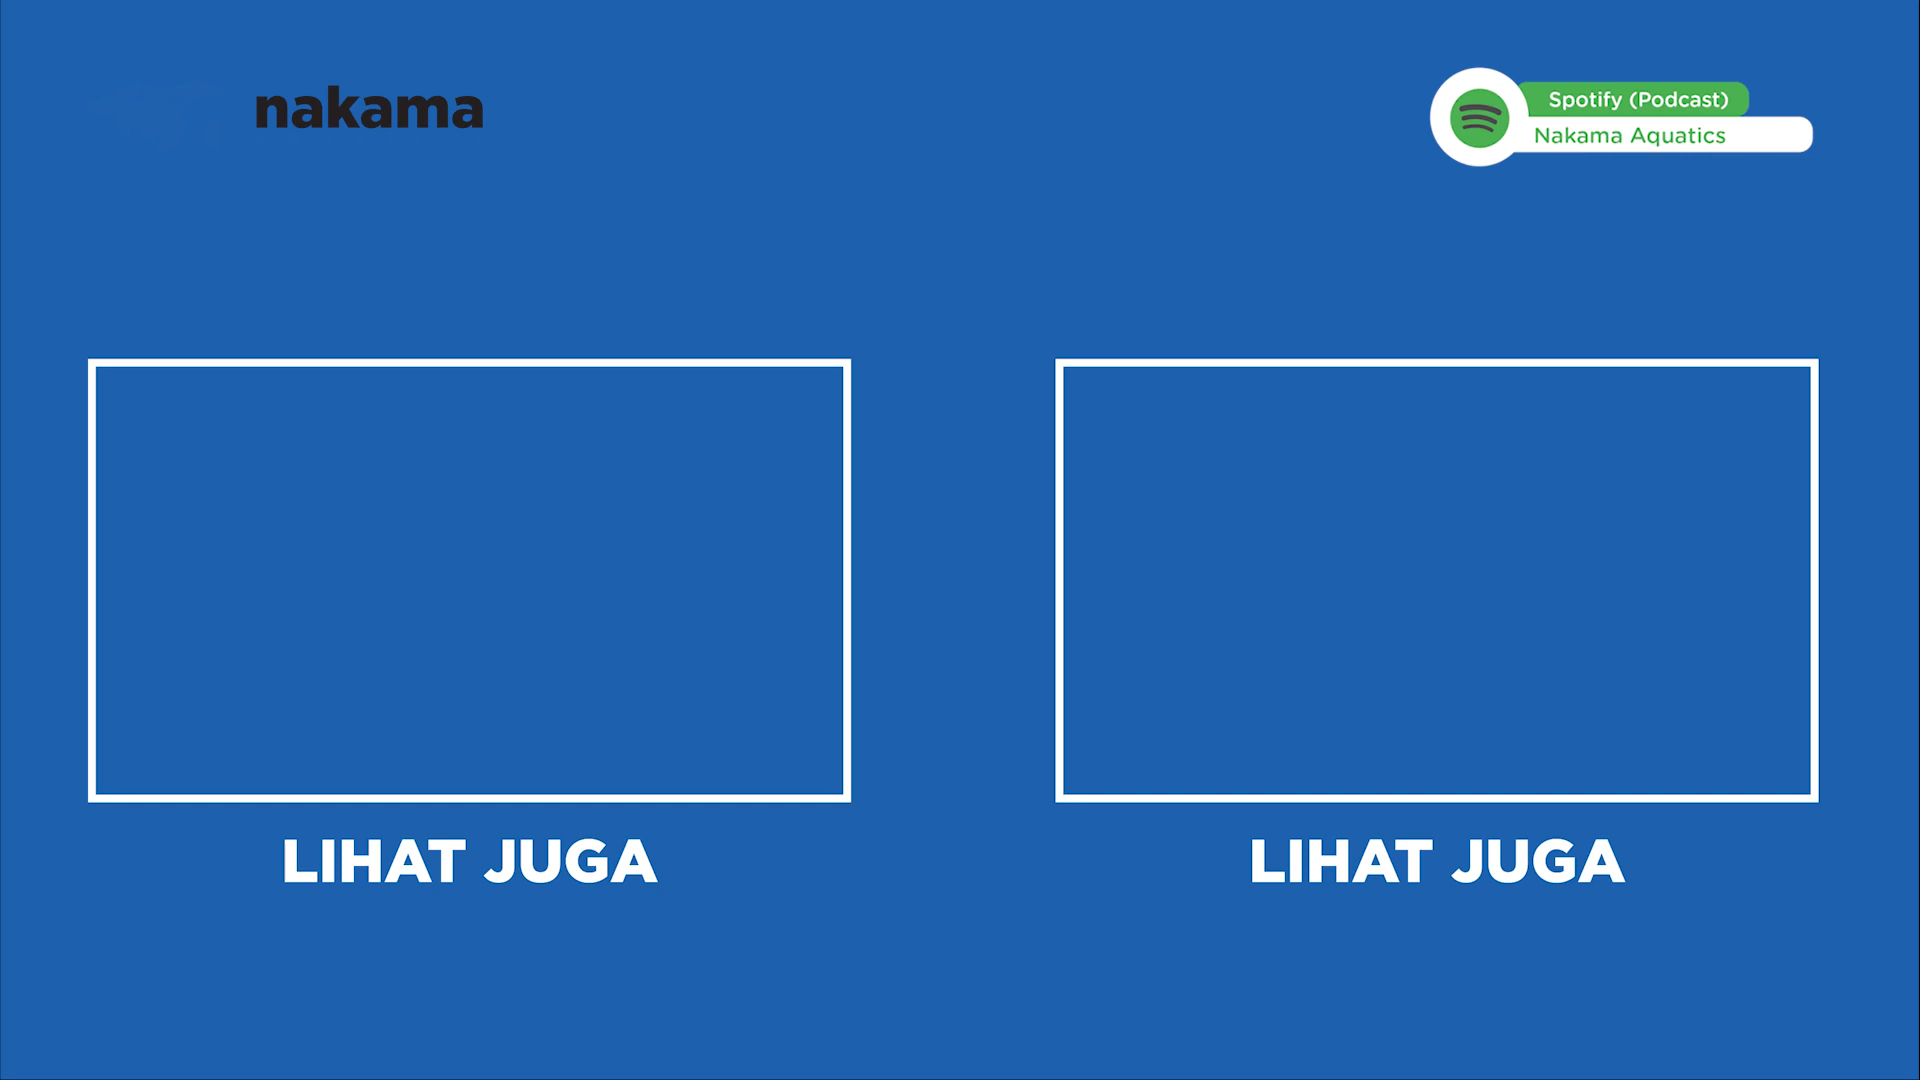 nakama
Spotify (Podcast)
Nakama Aquatics
LIHAT JUGA
LIHAT JUGA